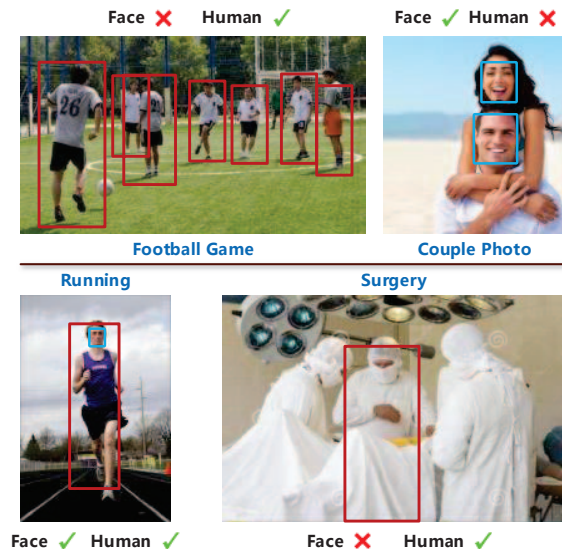 Face ✗ Human ✓
Face ✓ Human ✗
26
Football Game
Couple Photo
Running
Surgery
Face ✓ Human ✓
Face ✗ Human ✓